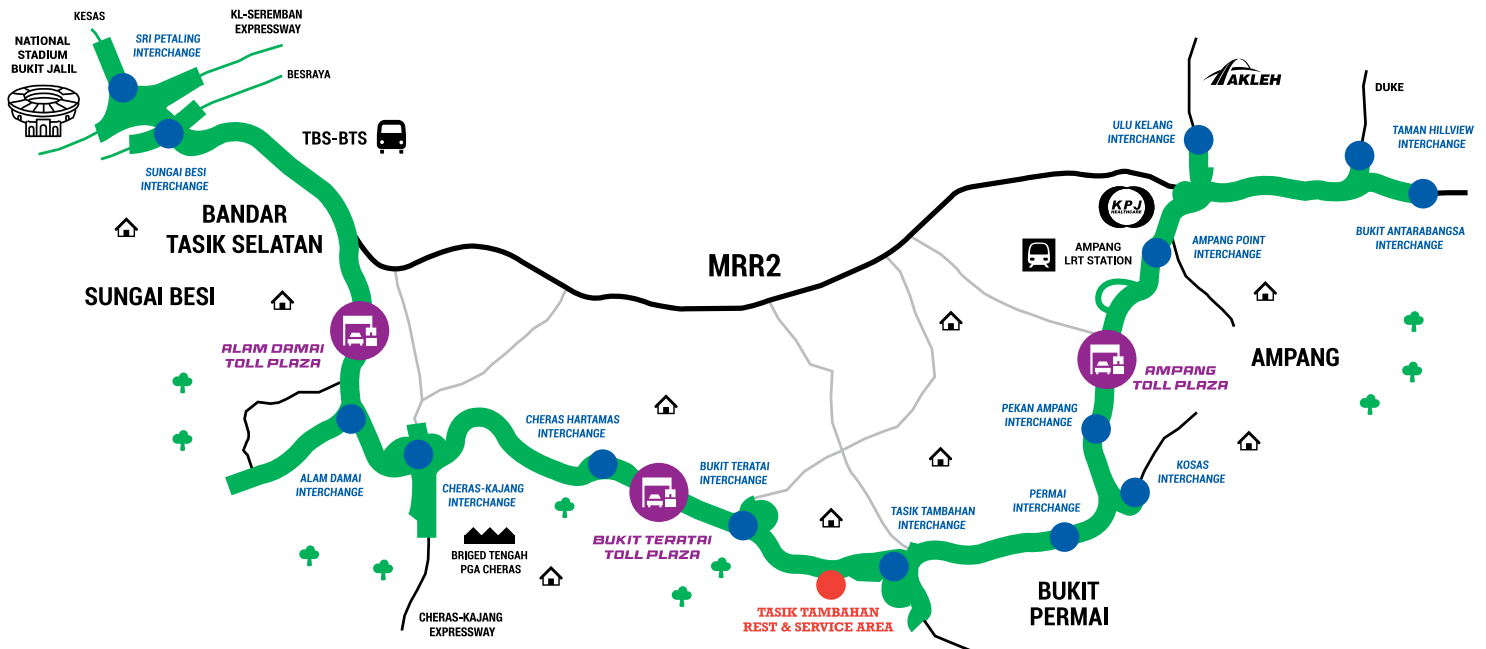 KESAS
KL-SEREMBAN
EXPRESSWAY
NATIONAL
STADIUM
BUKIT JALIL
SRI PETALING
INTERCHANGE
BESRAYA
TBS-BTS
SUNGAI BESI
INTERCHANGE
BANDAR
TASIK SELATAN
SUNGAI BESI
ALAM DAMAI
TOLL PLAZA
ALAM DAMAI
INTERCHANGE
CHERAS-KAJANG
INTERCHANGE
BRIGED TENGAH
PGA CHERAS
CHERAS-KAJANG
EXPRESSWAY
CHERAS HARTAMAS
INTERCHANGE
BUKIT TERATAI
TOLL PLAZA
BUKIT TERATAI
INTERCHANGE
MRR2
TASIK TAMBAHAN
REST & SERVICE AREA
TASIK TAMBAHAN
INTERCHANGE
PERMAI
INTERCHANGE
BUKIT
PERMAI
KOSAS
INTERCHANGE
PEKAN AMPANG
INTERCHANGE
AMPANG
TOLL PLAZA
AMPANG
AMPANG
LRT STATION
AMPANG POINT
INTERCHANGE
KPJ
HEALTHCARE
ULU KELANG
INTERCHANGE
AKLEH
DUKE
TAMAN HILLVIEW
INTERCHANGE
BUKIT ANTARABANGSA
INTERCHANGE